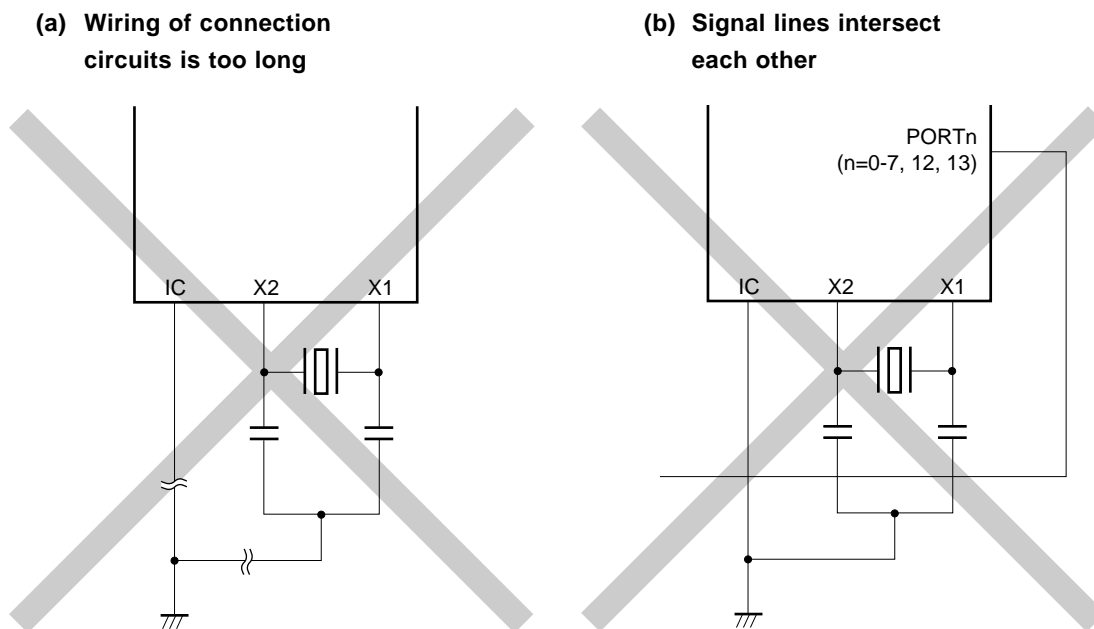 (a) Wiring of connection
circuits is too long
IC X2 X1
(b) Signal lines intersect
each other
PORTn
(n=0-7, 12, 13)
IC X2 X1